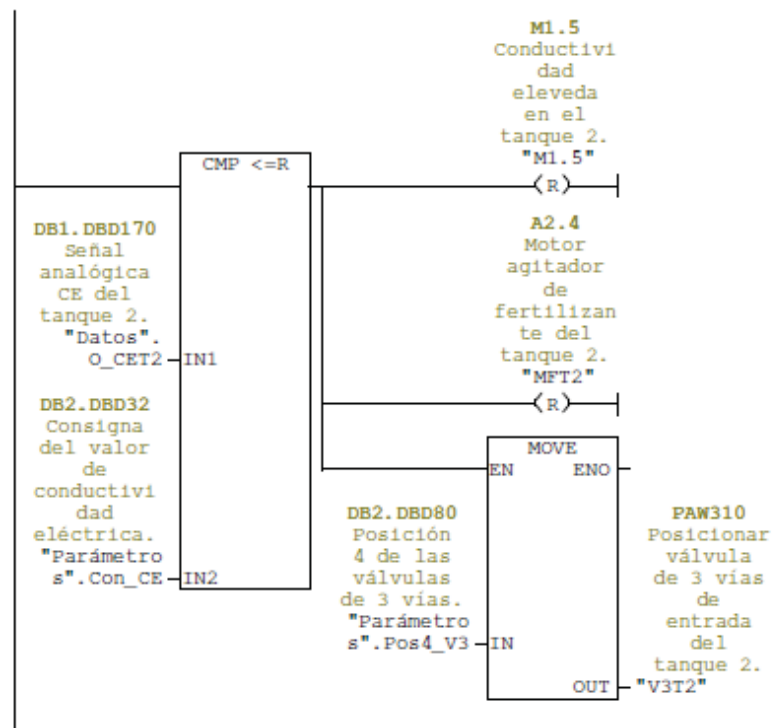 M1.5
Conductivi
dad
eleveda
en el
tanque 2.
"M1.5"
CMP <=R
R
DB1.DBD170
Señal
analógica
CE del
tanque 2.
"Datos".
O_CET2
IN1
A2.4
Motor
agitador
de
fertilizan
te del
tanque 2.
"MFT2"
R
DB2.DBD32
Consigna
del valor
de
conductivi
dad
eléctrica.
"Parámetro
s".Con_CE
IN2
MOVE
EN ENO
DB2.DBD80
Posición
4 de las
válvulas
de 3 vías.
"Parámetro
s".Pos4_V3
IN
PAW310
Posicionar
válvula
de 3 vías
de
entrada
del
tanque 2.
OUT
"V3T2"